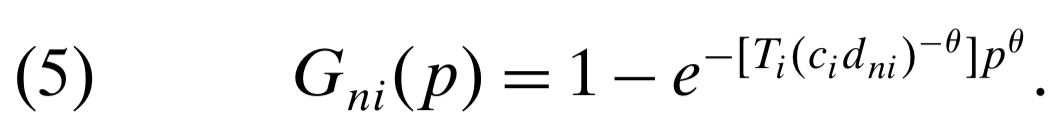 (5) G_{ni}(p) = 1 − e^{−[T_i(c_i d_{ni})^{−θ}]p^θ}.